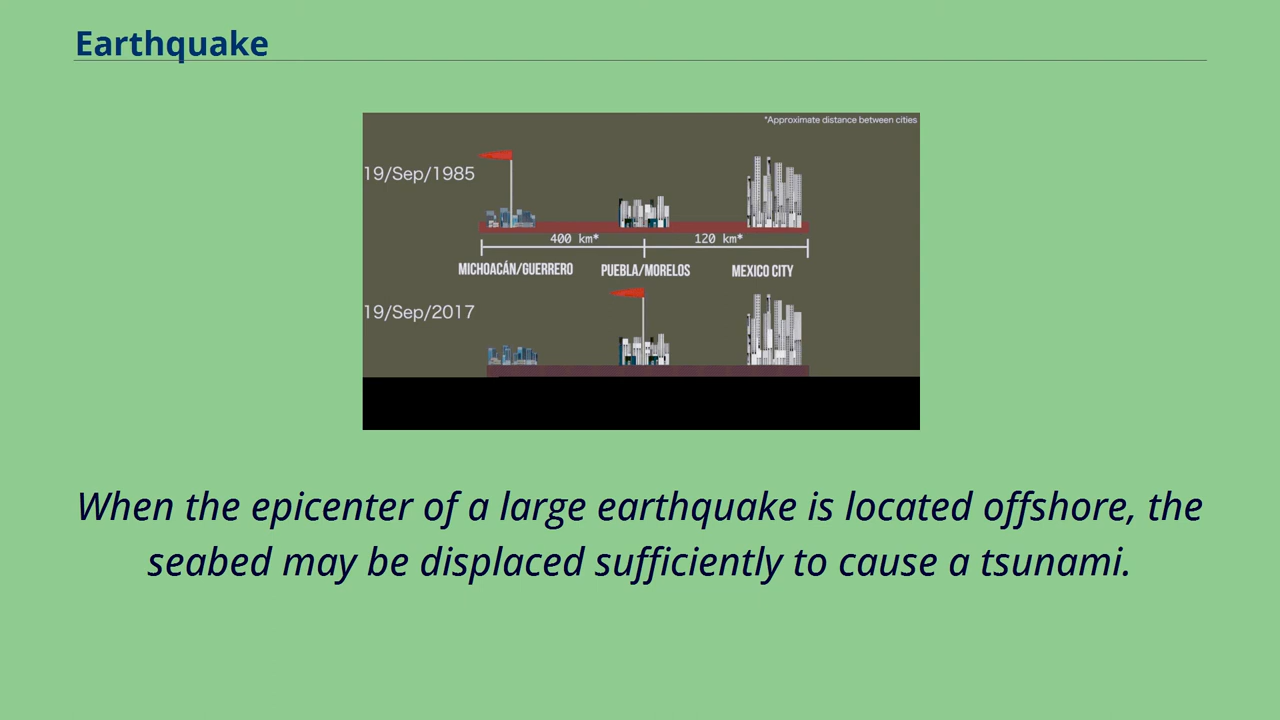 Earthquake
*Approximate distance between cities
19/Sep/1985
400 km* 120 km*
MICHOACÁN/GUERRERO PUEBLA/MORELOS MEXICO CITY
19/Sep/2017
When the epicenter of a large earthquake is located offshore, the
seabed may be displaced sufficiently to cause a tsunami.